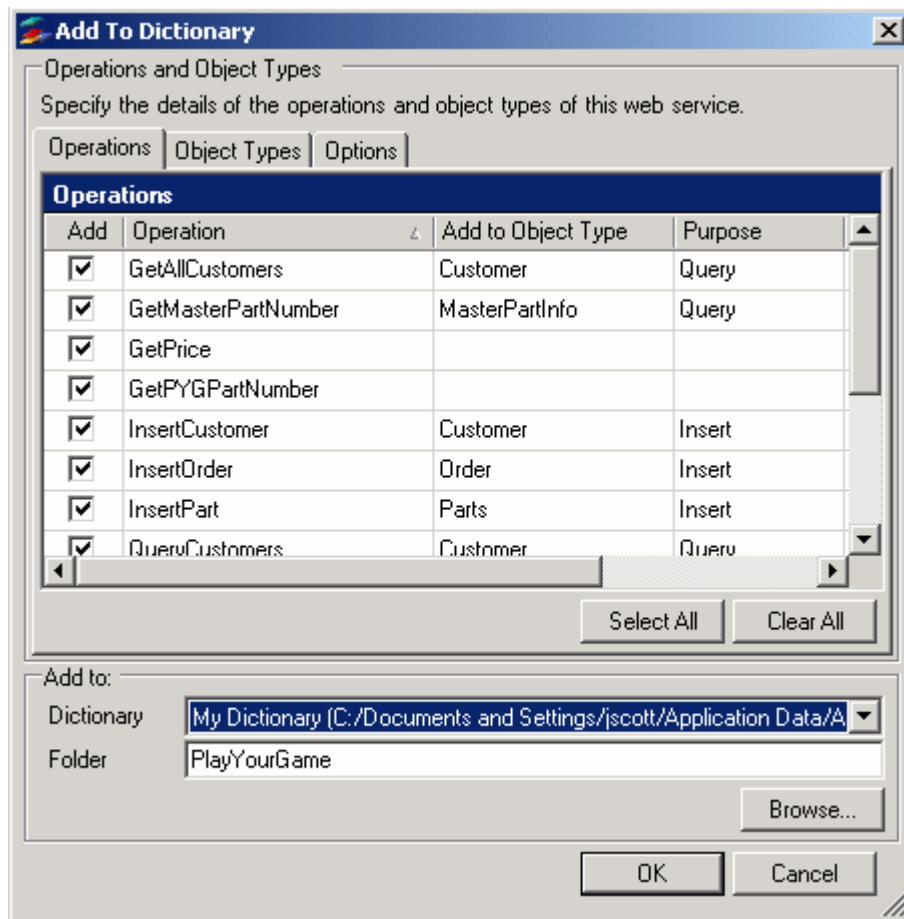 Add To Dictionary
Operations and Object Types
Specify the details of the operations and object types of this web service.
Operations Object Types Options
Operations
Add Operation Add to Object Type Purpose
GetAllCustomers Customer Query
GetMasterPartNumber MasterPartInfo Query
GetPrice
GetPYGPartNumber
InsertCustomer Customer Insert
InsertOrder Order Insert
InsertPart Parts Insert
QueryCustomers Customer Query
Select All Clear All
Add to:
Dictionary My Dictionary (C:/Documents and Settings/jscott/Application Data/A
Folder PlayYourGame
Browse...
OK Cancel